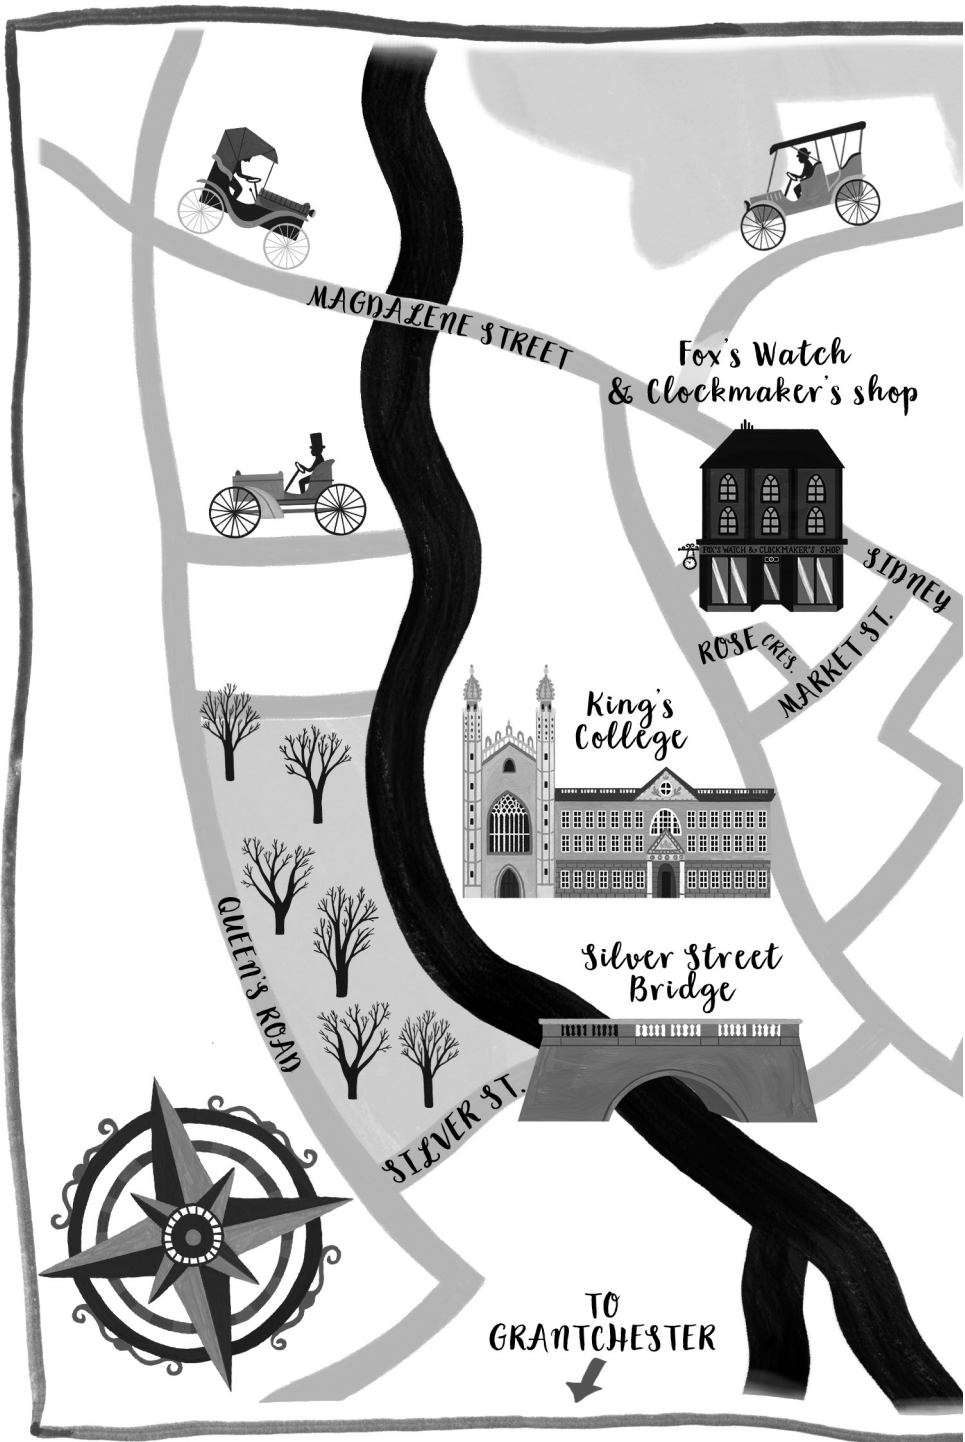 MAGDALENE STREET
Fox's Watch
& Clockmaker's shop
FOX'S WATCH & CLOCKMAKER'S SHOP
SIDNEY
ROSE CRES.
MARKET ST.
King's
College
QUEEN'S ROAD
Silver Street
Bridge
SILVER ST.
TO
GRANTCHESTER